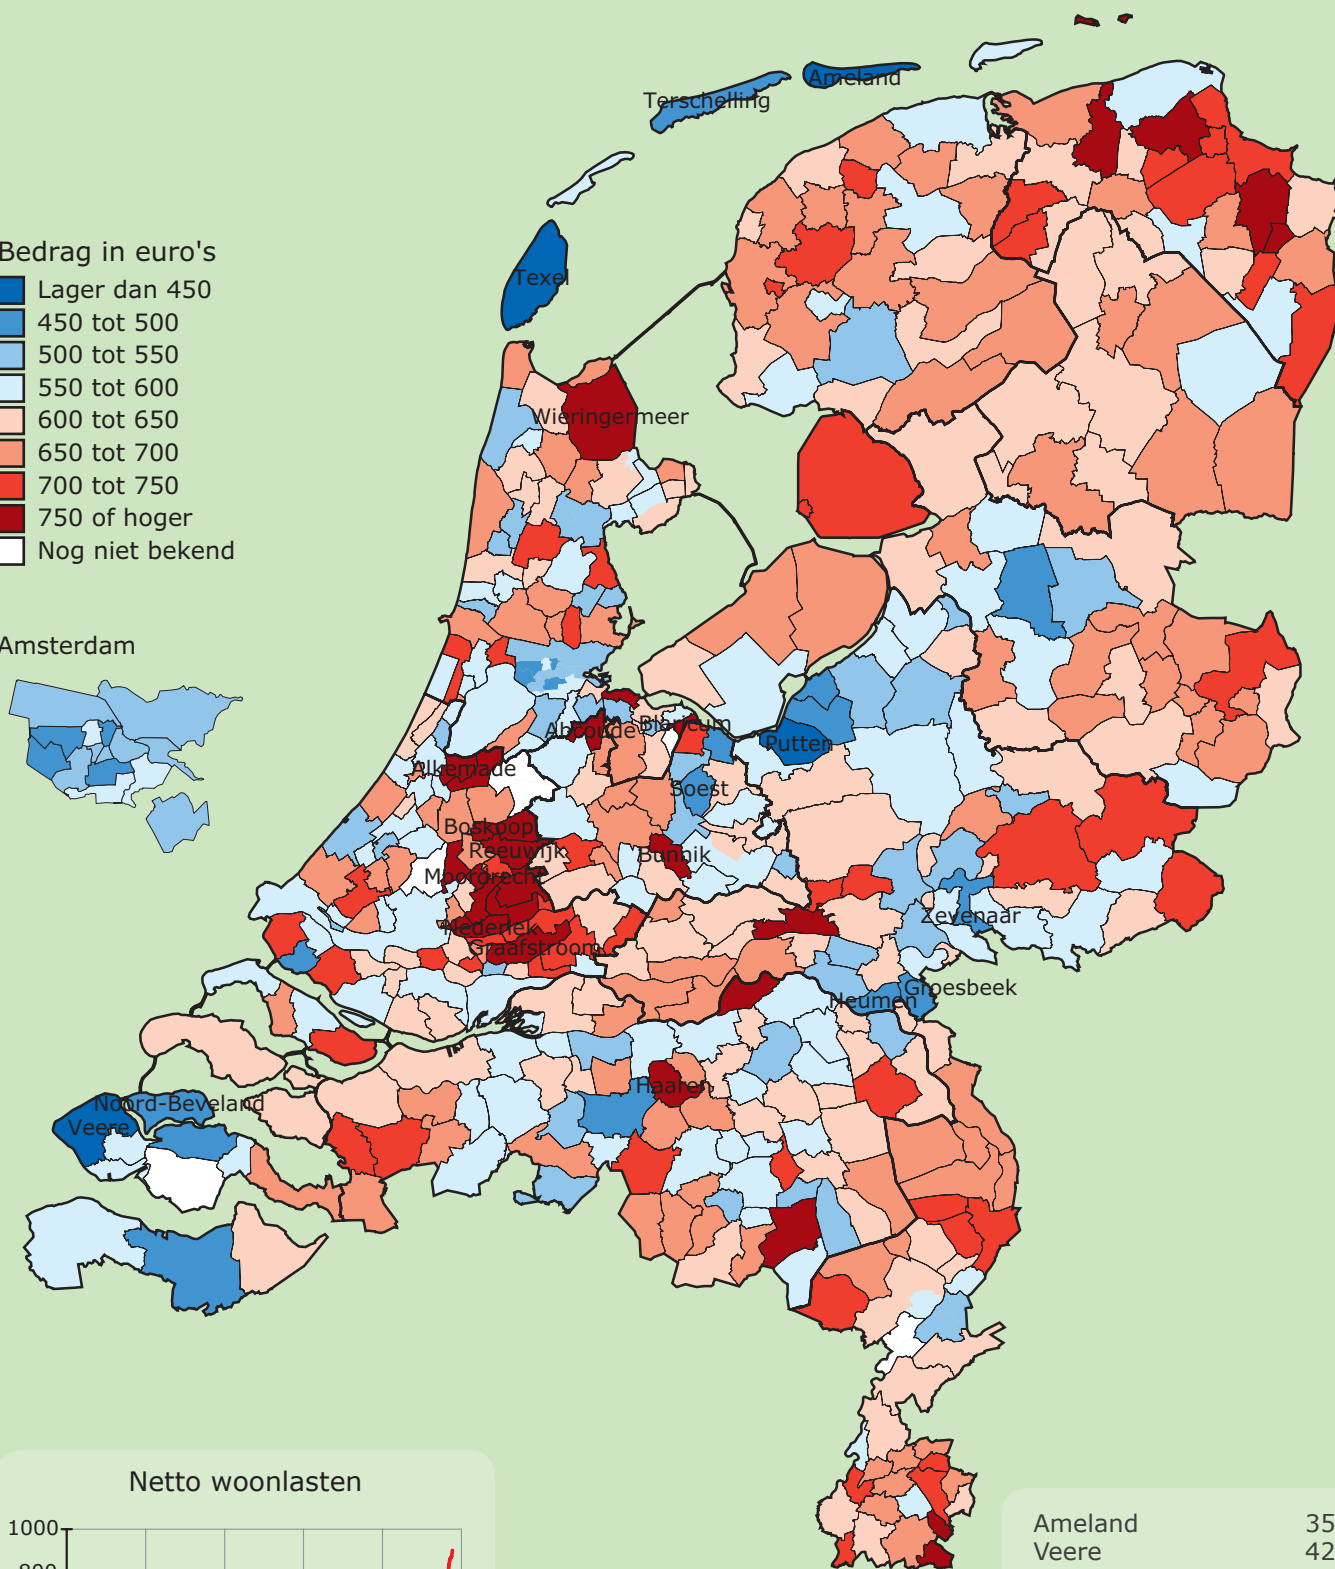 Ameland
Terschelling
Texel
Bedrag in euro's
Lager dan 450
450 tot 500
500 tot 550
550 tot 600
600 tot 650
650 tot 700
700 tot 750
750 of hoger
Nog niet bekend
Wieringermeer
Amsterdam
Abcoude
Blaricum
Putten
Alkemade
Soest
Boskoop
Reeuwijk
Bunnik
Moordrecht
Zevenaar
Nederlek
Graafstroom
Groesbeek
Heumen
Haaren
Noord-Beveland
Veere
Netto woonlasten
1000
800
Ameland 35
Veere 42